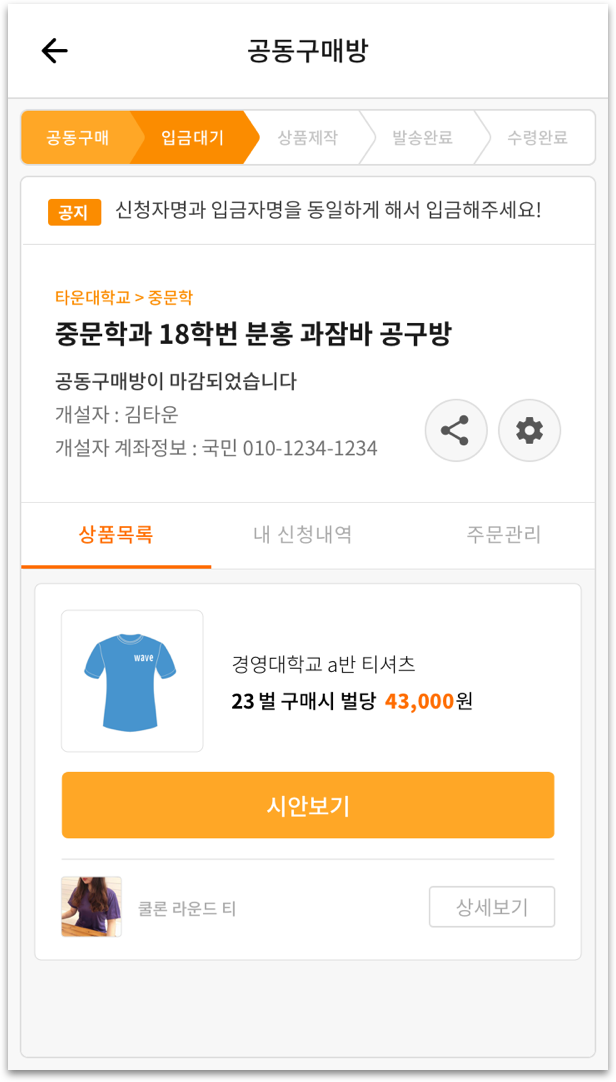 공동구매방
공동구매 입금대기 상품제작 발송완료 수령완료
공지 신청자명과 입금자명을 동일하게 해서 입금해주세요!
타운대학교 > 중문학
중문학과 18학번 분홍 과잠바 공구방
공동구매방이 마감되었습니다
개설자 : 김타운
개설자 계좌정보 : 국민 010-1234-1234
상품목록 내 신청내역 주문관리
wave
경영대학교 a반 티셔츠
23 벌 구매시 벌당 43,000원
시안보기
쿨론 라운드 티 상세보기